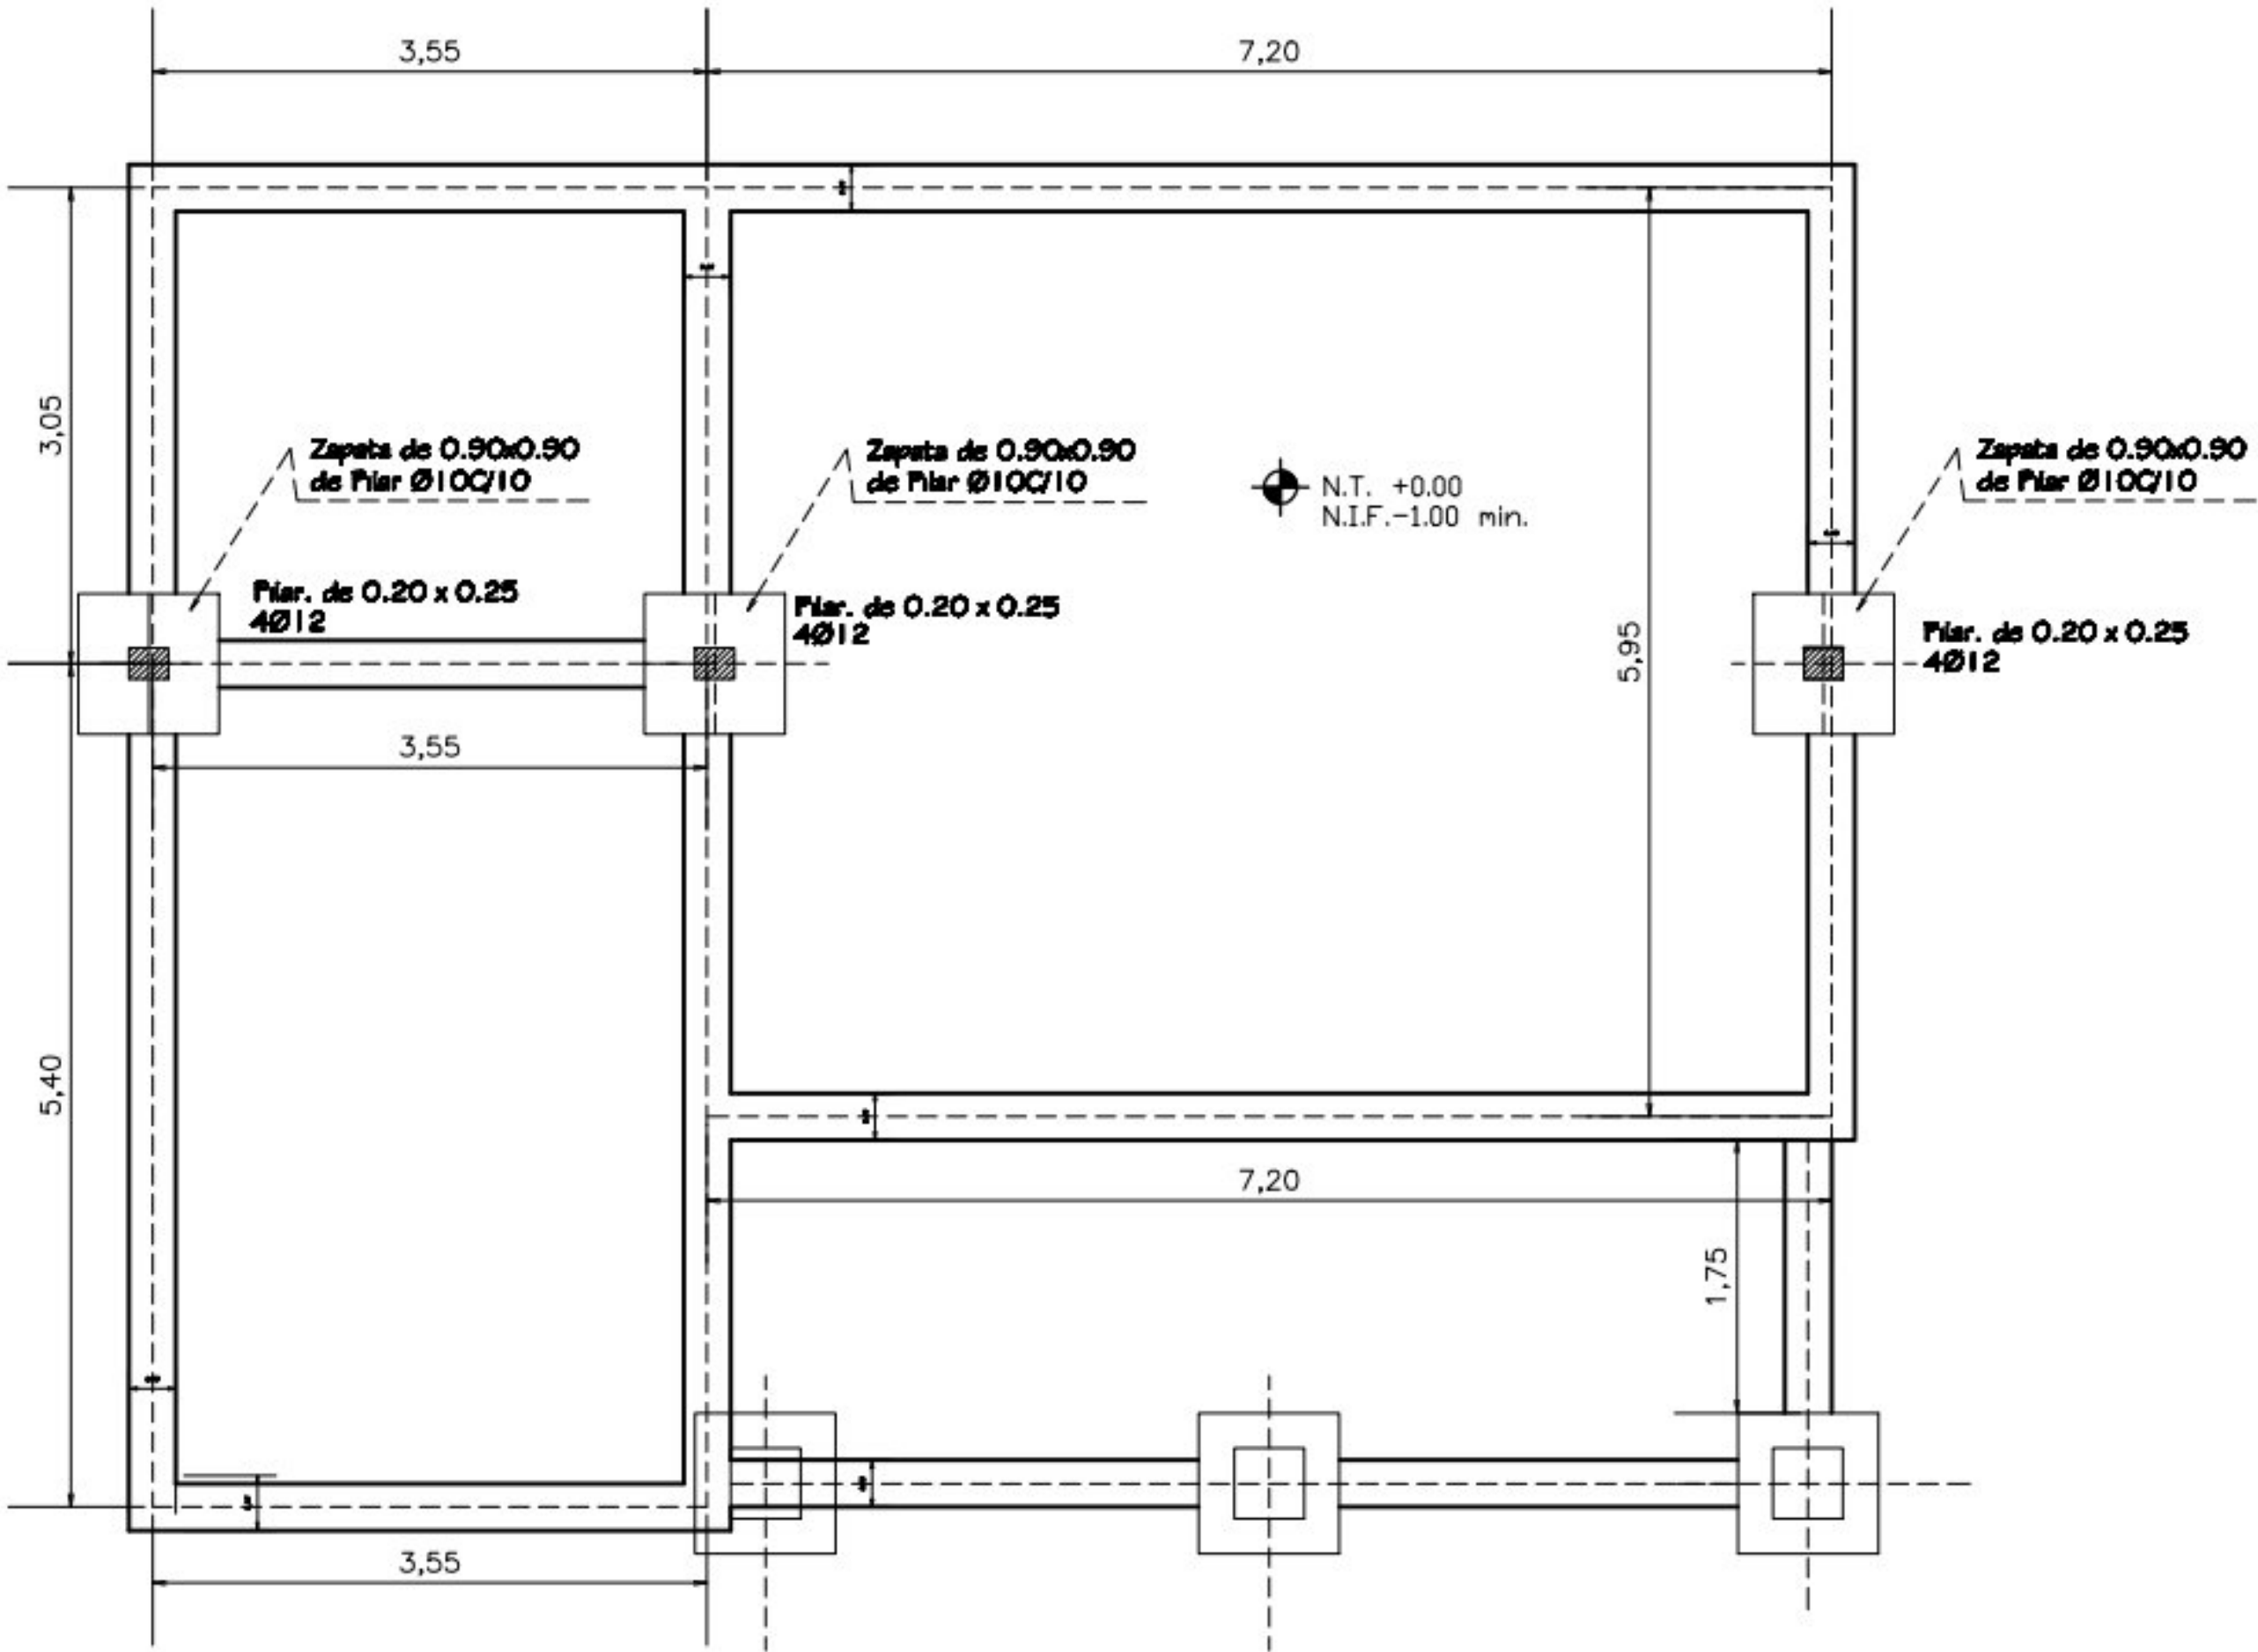 3,55
7,20
3,05
Zapata de 0.90x0.90
de Pilar Ø10C/10
Zapata de 0.90x0.90
de Pilar Ø10C/10
N.T. +0.00
N.I.F.-1.00 min.
Zapata de 0.90x0.90
de Pilar Ø10C/10
Pilar. de 0.20 x 0.25
4Ø12
Pilar. de 0.20 x 0.25
4Ø12
5,95
Pilar. de 0.20 x 0.25
4Ø12
3,55
5,40
7,20
1,75
3,55